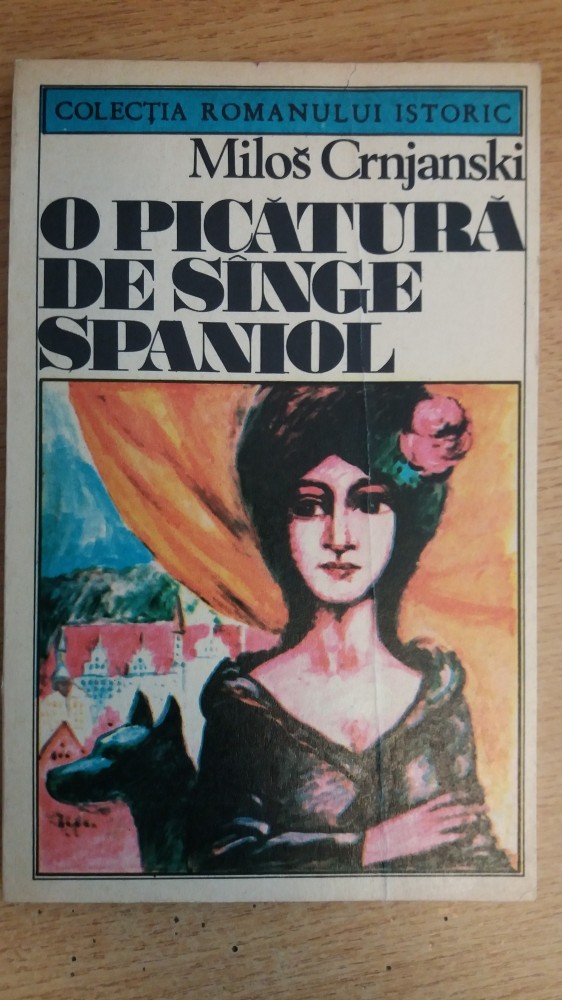 COLECȚIA ROMANULUI ISTORIC
Miloš Crnjanski
O PICĂTURĂ
DE SÎNGE
SPANIOL